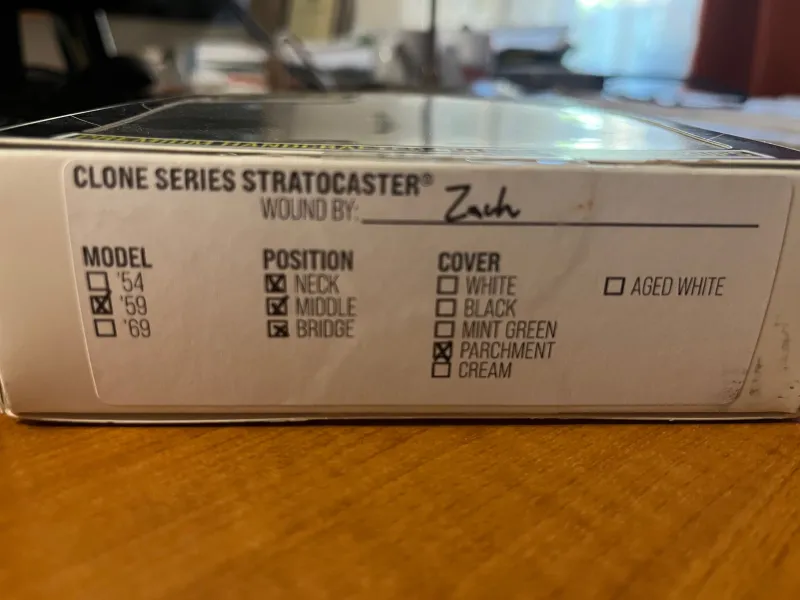 CLONE SERIES STRATOCASTER®
WOUND BY: Zach
MODEL
'54
'59
'69
POSITION
NECK
MIDDLE
BRIDGE
COVER
WHITE
BLACK
MINT GREEN
PARCHMENT
CREAM
AGED WHITE